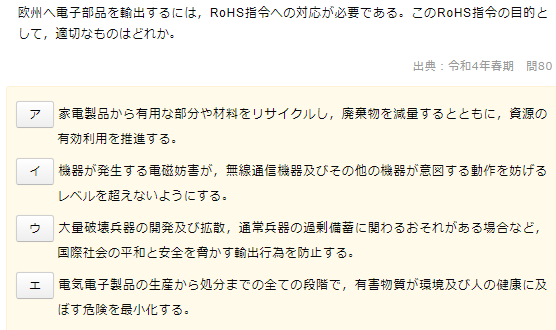 欧州へ電子部品を輸出するには，RoHS指令への対応が必要である。このRoHS指令の目的と
して，適切なものはどれか。
出典：令和4年春期　問80
ア
家電製品から有用な部分や材料をリサイクルし，廃棄物を減量するとともに，資源の
有効利用を推進する。
イ
機器が発生する電磁妨害が，無線通信機器及びその他の機器が意図する動作を妨げる
レベルを超えないようにする。
ウ
大量破壊兵器の開発及び拡散，通常兵器の過剰備蓄に関わるおそれがある場合など，
国際社会の平和と安全を脅かす輸出行為を防止する。
エ
電気電子製品の生産から処分までの全ての段階で，有害物質が環境及び人の健康に及
ぼす危険を最小化する。